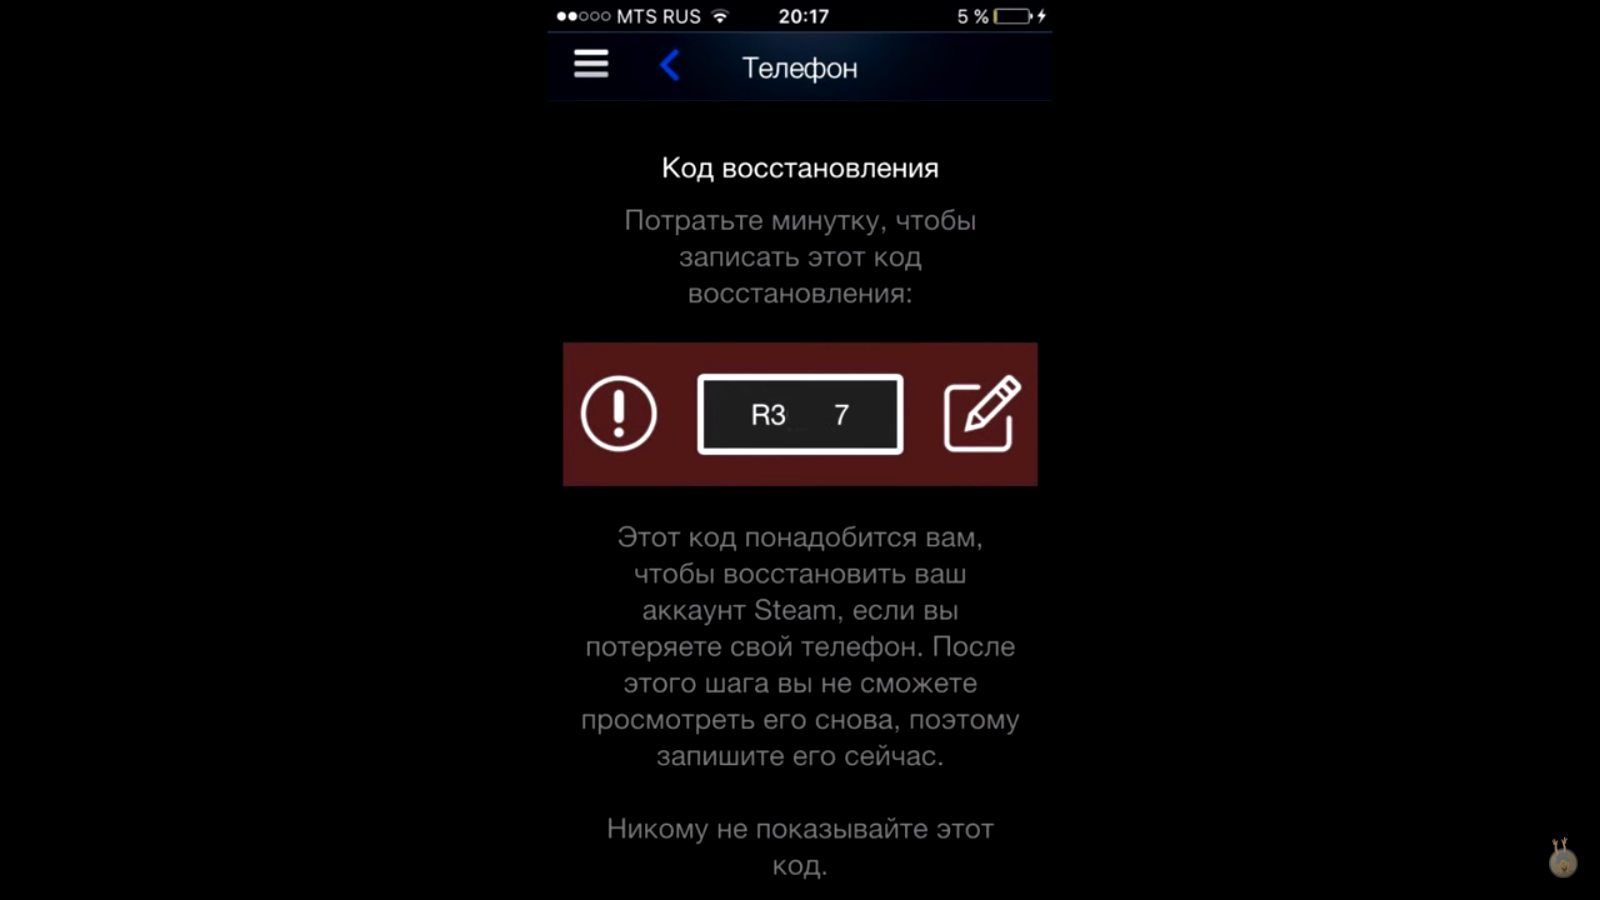 MTS RUS 20:17 5 %
Телефон
Код восстановления
Потратьте минутку, чтобы
записать этот код
восстановления:
R3 7
Этот код понадобится вам,
чтобы восстановить ваш
аккаунт Steam, если вы
потеряете свой телефон. После
этого шага вы не сможете
просмотреть его снова, поэтому
запишите его сейчас.
Никому не показывайте этот
код.